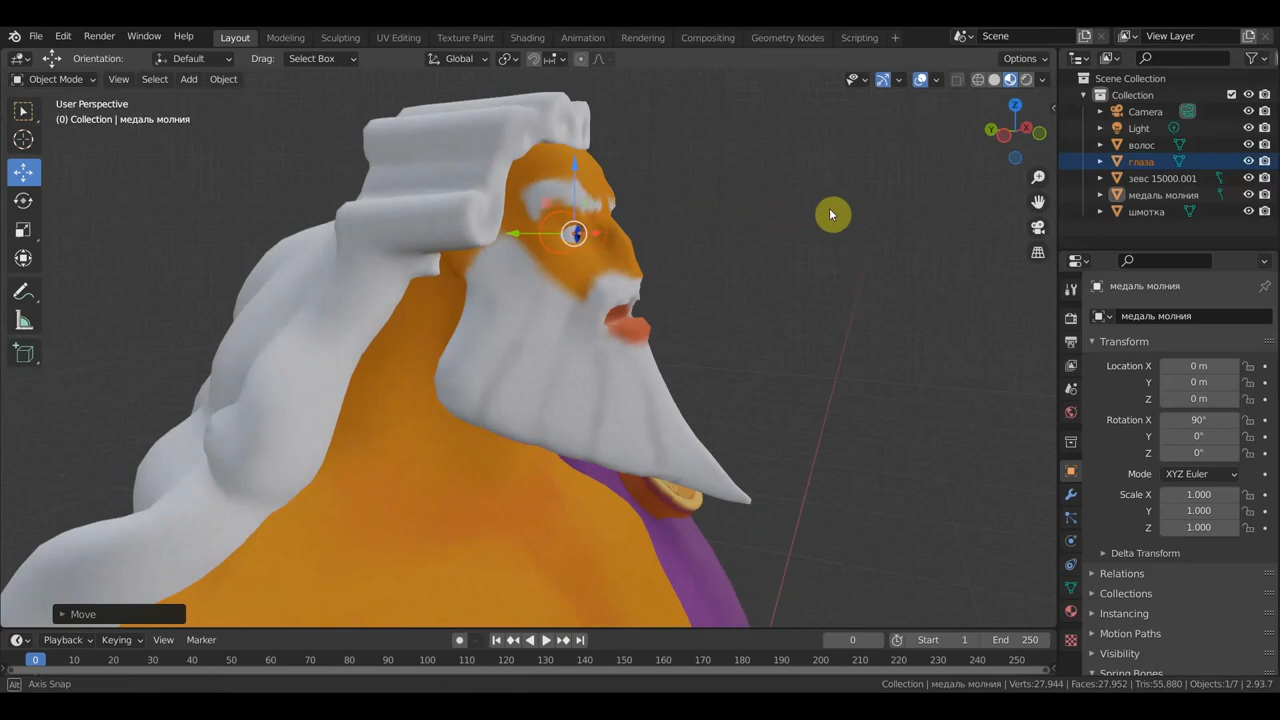 File Edit Render Window Help Layout Modeling Sculpting UV Editing Texture Paint Shading Animation Rendering Compositing Geometry Nodes Scripting + Scene View Layer
Orientation: Default Drag: Select Box Global Options
Object Mode View Select Add Object
User Perspective
(0) Collection | медаль молния
Scene Collection
Collection
Camera
Light
волос
глаза
зевс 15000.001
медаль молния
шмотка
медаль молния
медаль молния
Transform
Location X 0 m
Y 0 m
Z 0 m
Rotation X 90°
Y 0°
Z 0°
Mode XYZ Euler
Scale X 1.000
Y 1.000
Z 1.000
Delta Transform
Relations
Collections
Instancing
Motion Paths
Visibility
Spring Bones
Z
Y
X
Move
Playback Keying View Marker 0 Start 1 End 250
0 10 20 30 40 50 60 70 80 90 100 110 120 130 140 150 160 170 180 190 200 210 220 230 240 250
Alt Axis Snap Collection | медаль молния | Verts:27,944 | Faces:27,952 | Tris:55,880 | Objects:1/7 | 2.93.7